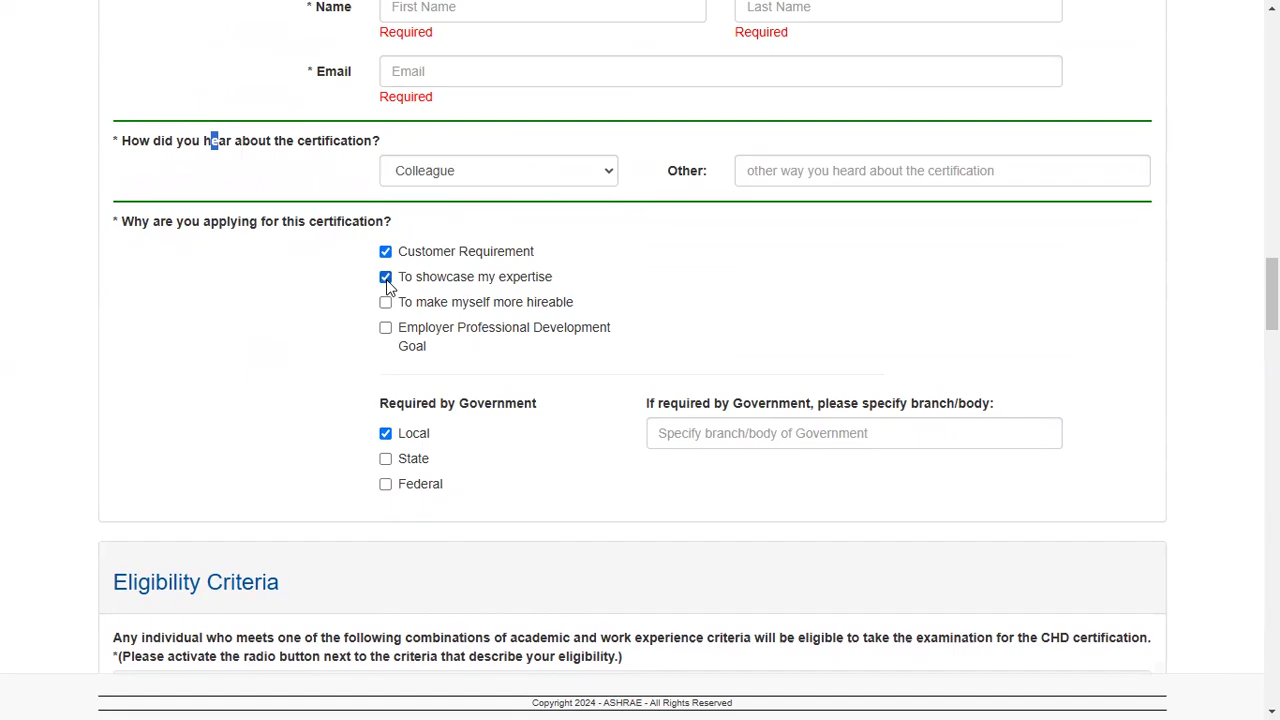 * Name First Name Last Name
Required Required
* Email Email
Required
* How did you hear about the certification?
Colleague Other: other way you heard about the certification
* Why are you applying for this certification?
Customer Requirement
To showcase my expertise
To make myself more hireable
Employer Professional Development
Goal
Required by Government If required by Government, please specify branch/body:
Local Specify branch/body of Government
State
Federal
Eligibility Criteria
Any individual who meets one of the following combinations of academic and work experience criteria will be eligible to take the examination for the CHD certification.
*(Please activate the radio button next to the criteria that describe your eligibility.)
Copyright 2024 - ASHRAE - All Rights Reserved